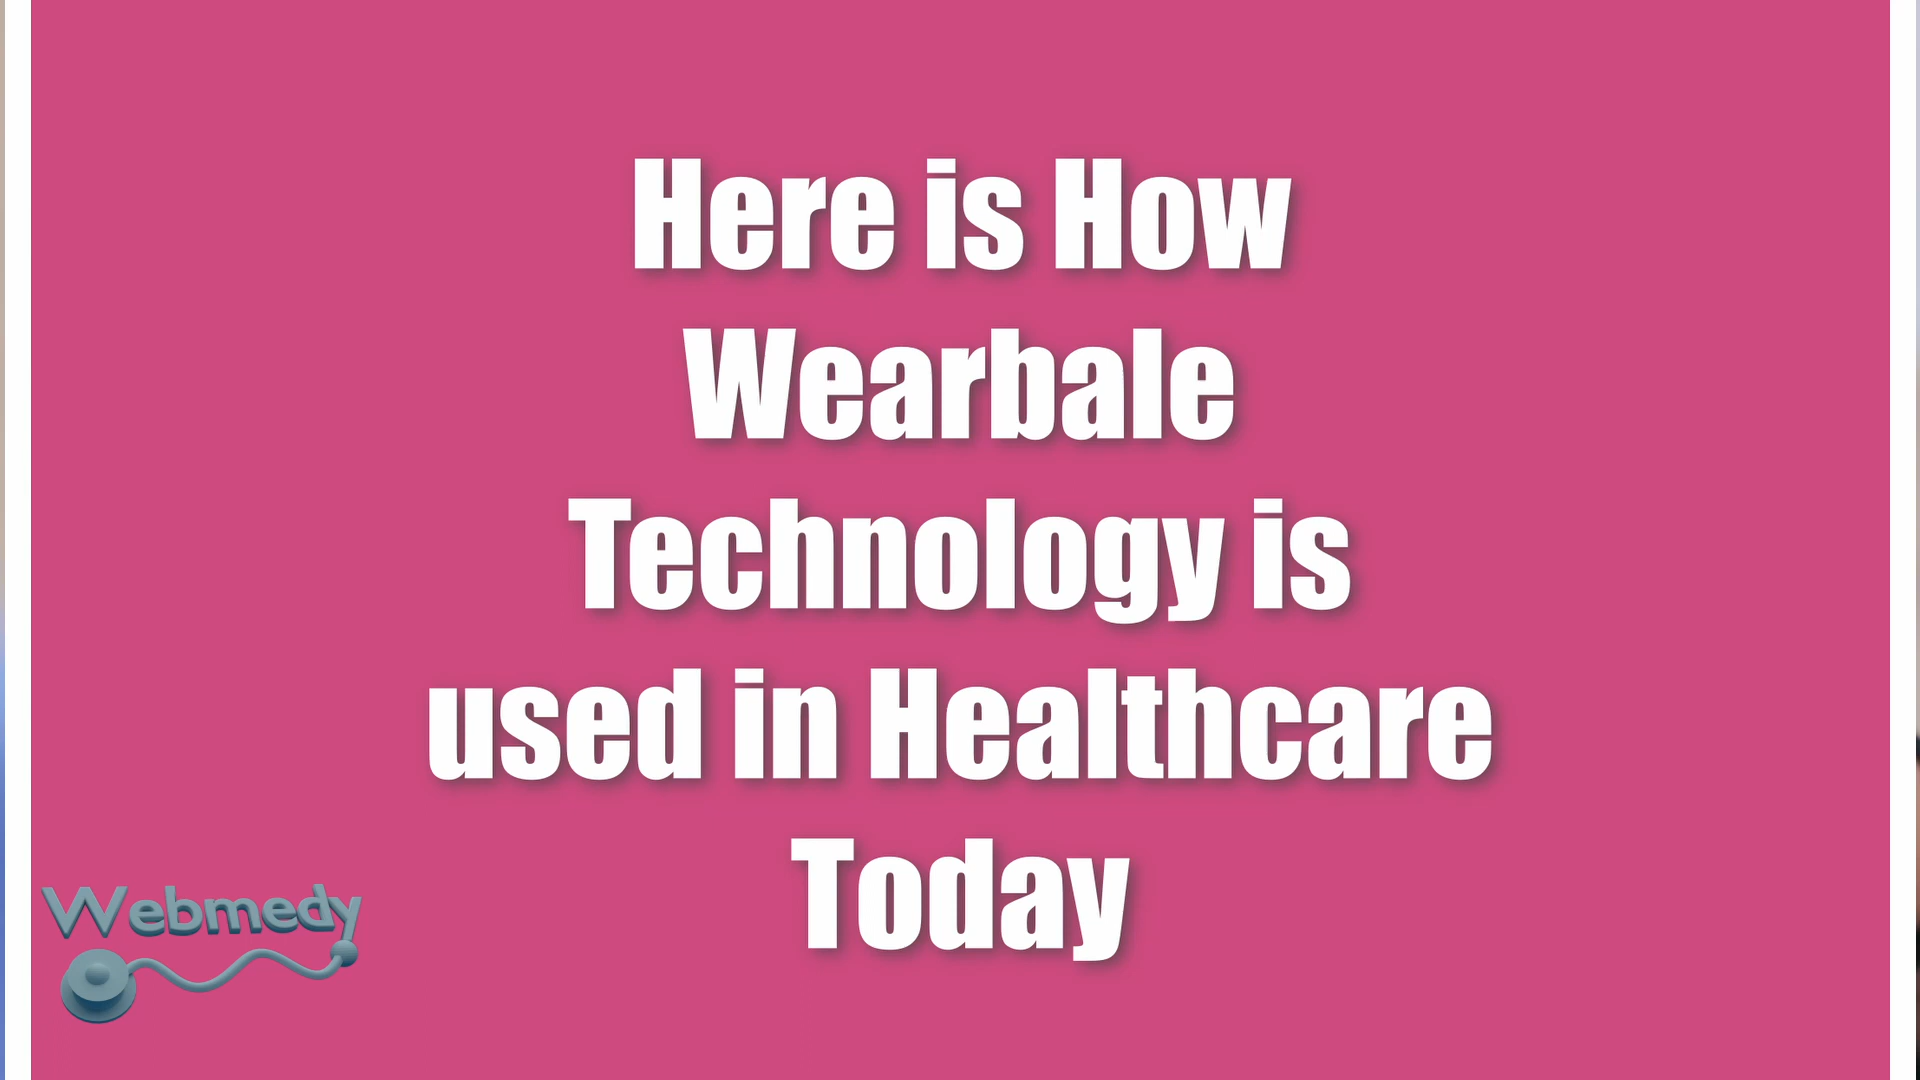 Here is How
Wearbale
Technology is
used in Healthcare
Today
Webmedy